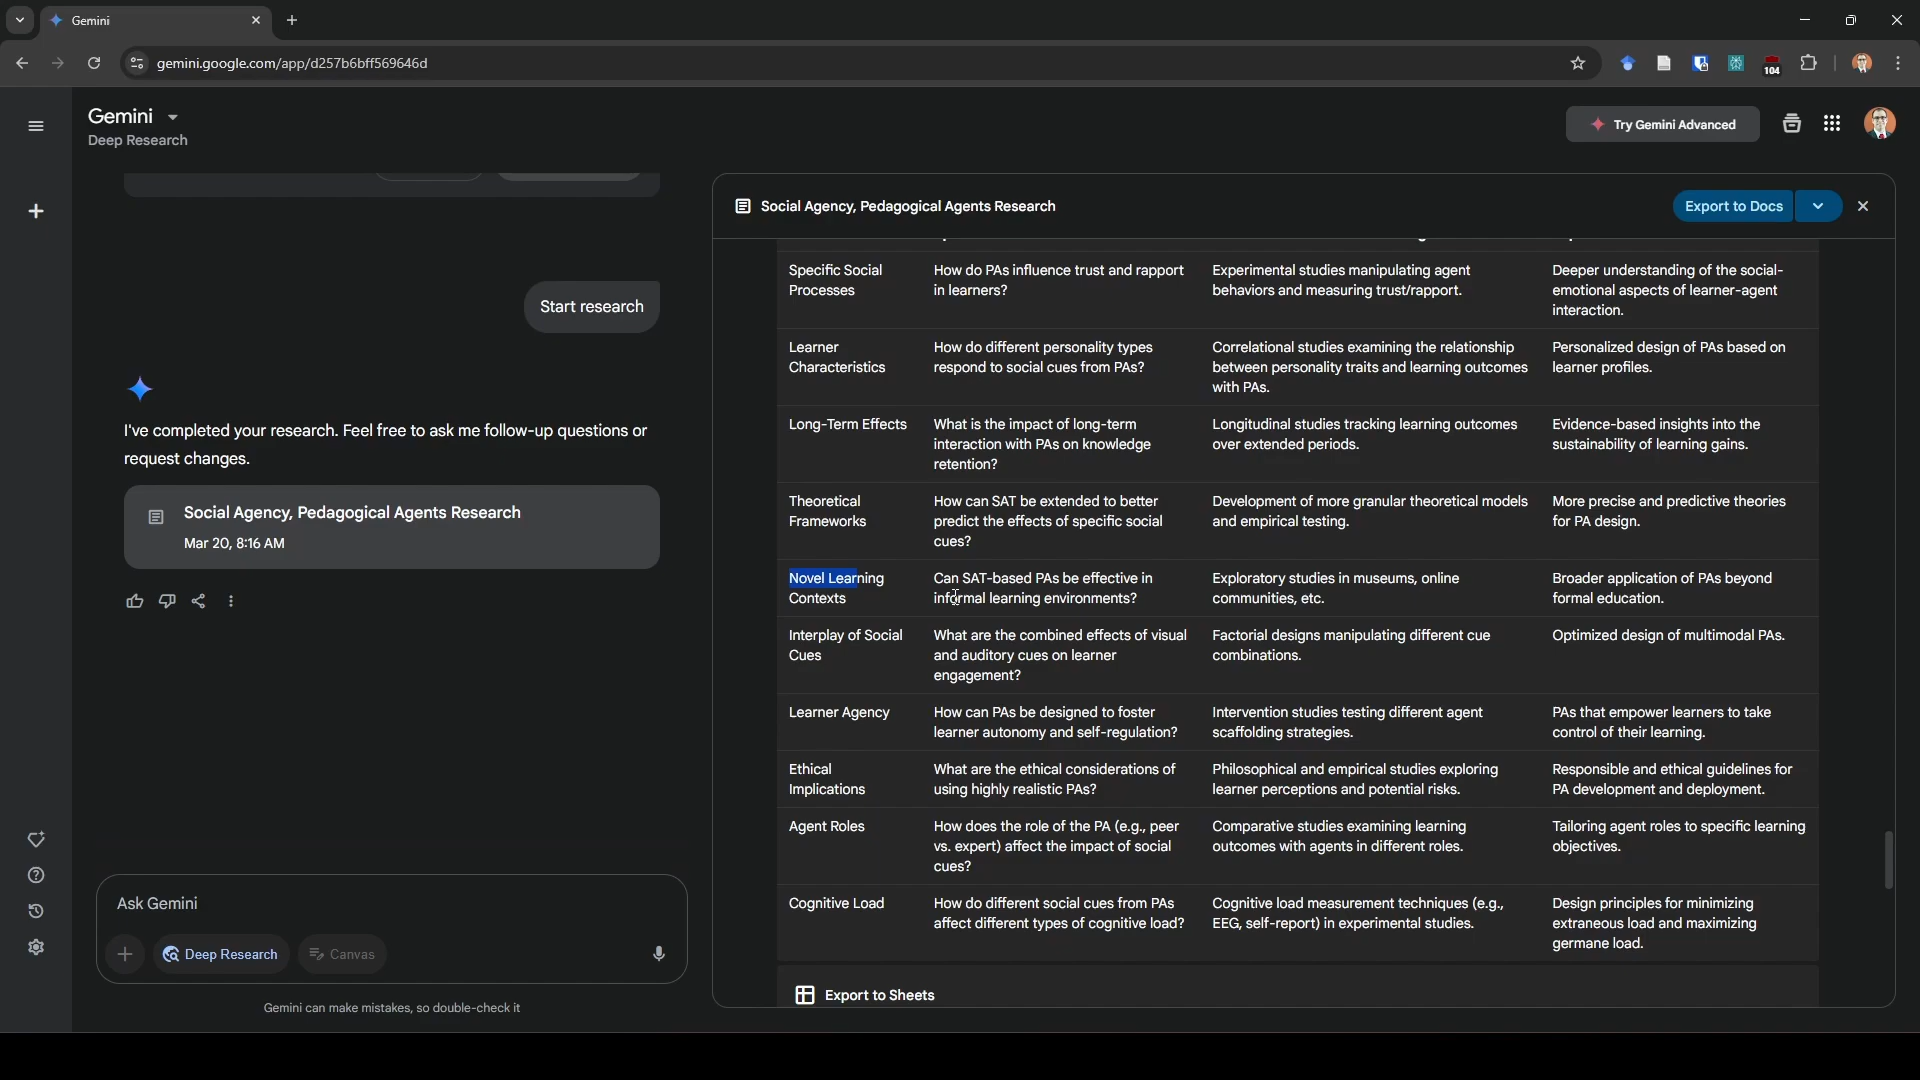 Gemini
gemini.google.com/app/d257b6bff569646d
104
Gemini
Deep Research
Try Gemini Advanced
Start research
I've completed your research. Feel free to ask me follow-up questions or
request changes.
Social Agency, Pedagogical Agents Research
Mar 20, 8:16 AM
Ask Gemini
Deep Research
Canvas
Gemini can make mistakes, so double-check it
Social Agency, Pedagogical Agents Research
Export to Docs
Specific Social
Processes
How do PAs influence trust and rapport
in learners?
Experimental studies manipulating agent
behaviors and measuring trust/rapport.
Deeper understanding of the social-
emotional aspects of learner-agent
interaction.
Learner
Characteristics
How do different personality types
respond to social cues from PAs?
Correlational studies examining the relationship
between personality traits and learning outcomes
with PAs.
Personalized design of PAs based on
learner profiles.
Long-Term Effects
What is the impact of long-term
interaction with PAs on knowledge
retention?
Longitudinal studies tracking learning outcomes
over extended periods.
Evidence-based insights into the
sustainability of learning gains.
Theoretical
Frameworks
How can SAT be extended to better
predict the effects of specific social
cues?
Development of more granular theoretical models
and empirical testing.
More precise and predictive theories
for PA design.
Novel Learning
Contexts
Can SAT-based PAs be effective in
informal learning environments?
Exploratory studies in museums, online
communities, etc.
Broader application of PAs beyond
formal education.
Interplay of Social
Cues
What are the combined effects of visual
and auditory cues on learner
engagement?
Factorial designs manipulating different cue
combinations.
Optimized design of multimodal PAs.
Learner Agency
How can PAs be designed to foster
learner autonomy and self-regulation?
Intervention studies testing different agent
scaffolding strategies.
PAs that empower learners to take
control of their learning.
Ethical
Implications
What are the ethical considerations of
using highly realistic PAs?
Philosophical and empirical studies exploring
learner perceptions and potential risks.
Responsible and ethical guidelines for
PA development and deployment.
Agent Roles
How does the role of the PA (e.g., peer
vs. expert) affect the impact of social
cues?
Comparative studies examining learning
outcomes with agents in different roles.
Tailoring agent roles to specific learning
objectives.
Cognitive Load
How do different social cues from PAs
affect different types of cognitive load?
Cognitive load measurement techniques (e.g.,
EEG, self-report) in experimental studies.
Design principles for minimizing
extraneous load and maximizing
germane load.
Export to Sheets